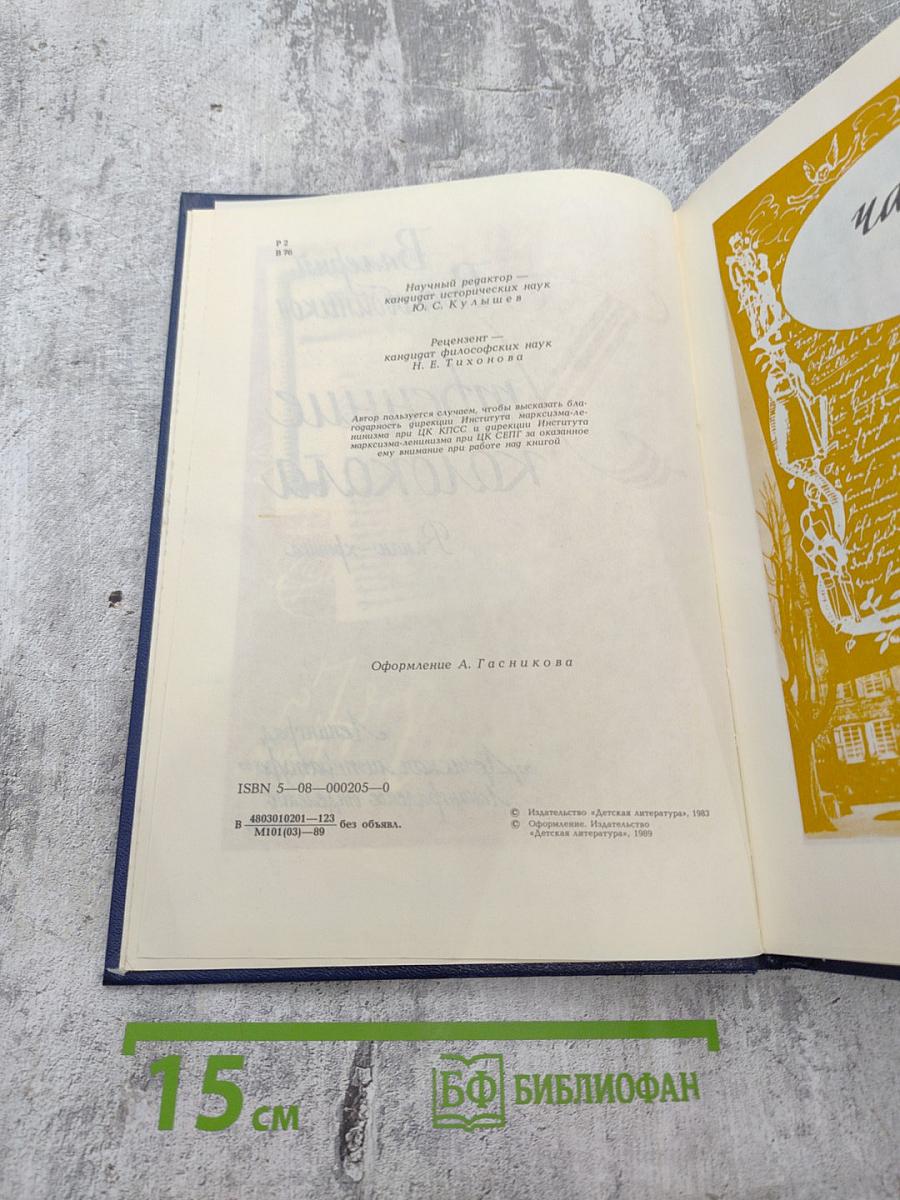 Р 2
В 76
Научный редактор —
кандидат исторических наук
Ю. С. Кулышев
Рецензент —
кандидат философских наук
Н. Е. Тихонова
Автор пользуется случаем, чтобы высказать бла-
годарность дирекции Института марксизма-ле-
нинизма при ЦК КПСС и дирекции Института
марксизма-ленинизма при ЦК СЕПГ за оказанное
ему внимание при работе над книгой
Оформление А. Гасникова
ISBN 5—08—000205—0
В 4803010201—123
М101(03)—89 без объявл.
© Издательство «Детская литература», 1983
© Оформление. Издательство
«Детская литература», 1989
ча
15 см
БФ БИБЛИОФАН